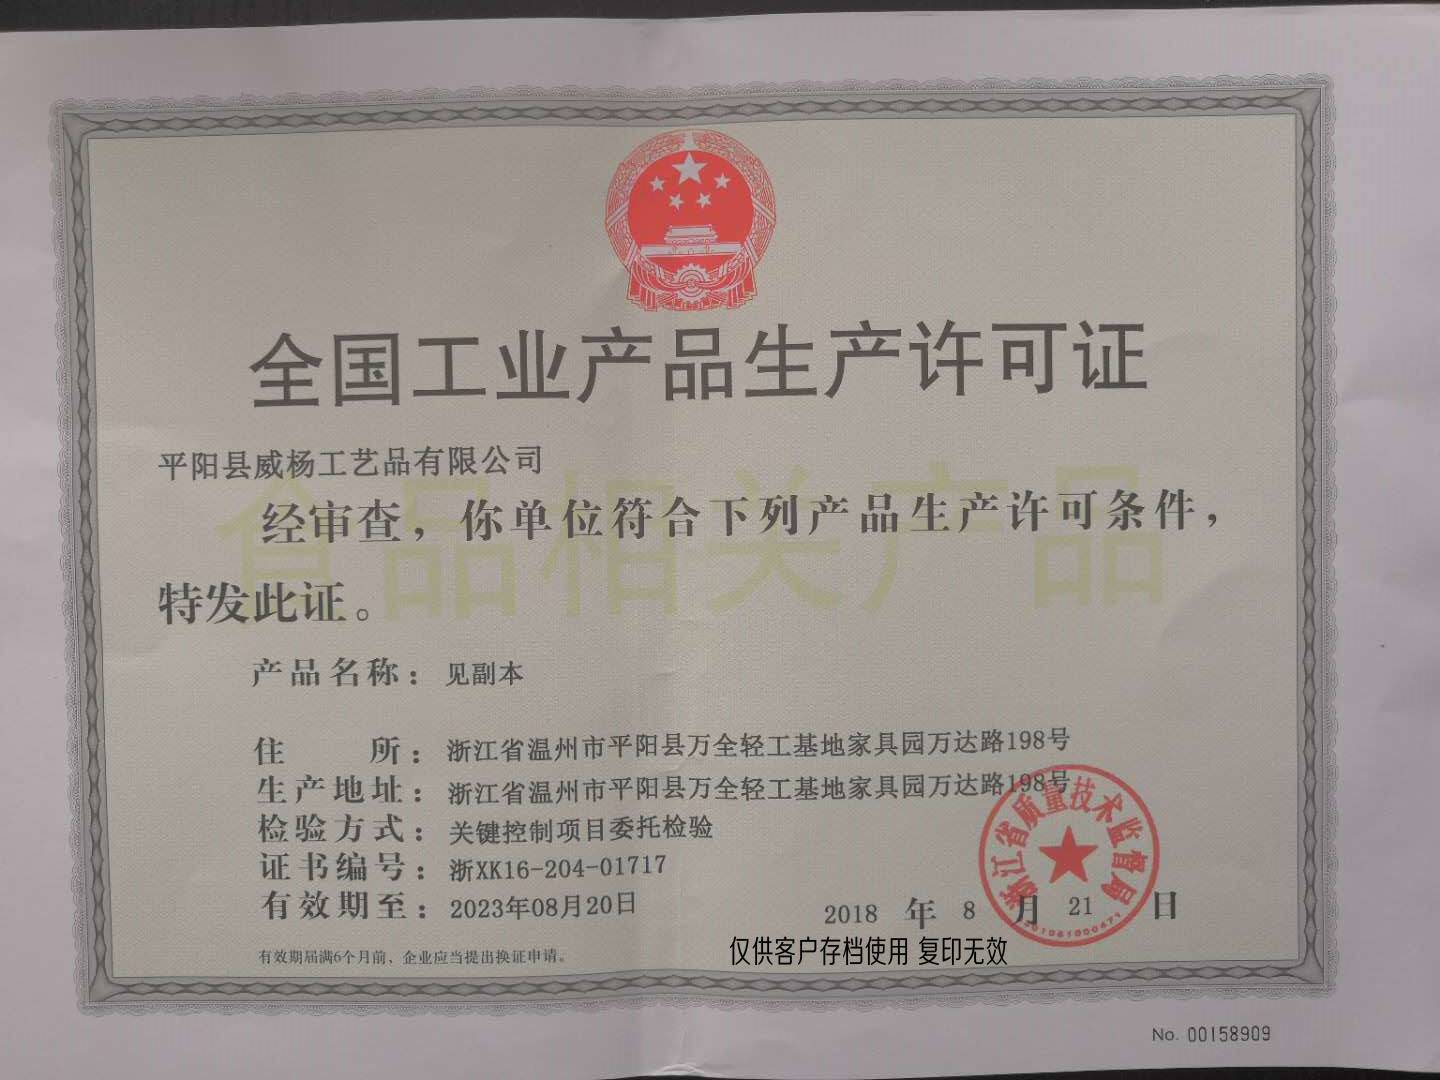 全国工业产品生产许可证
平阳县威杨工艺品有限公司
食品相关产品
经审查，你单位符合下列产品生产许可条件，
特发此证。
产品名称：见副本
住 所：浙江省温州市平阳县万全轻工基地家具园万达路198号
生产地址：浙江省温州市平阳县万全轻工基地家具园万达路198号
检验方式：关键控制项目委托检验
证书编号：浙XK16-204-01717
有效期至：2023年08月20日
2018 年 8 月 21 日
浙江省质量技术监督局
仅供客户存档使用 复印无效
有效期届满6个月前，企业应当提出换证申请。
No. 00158909